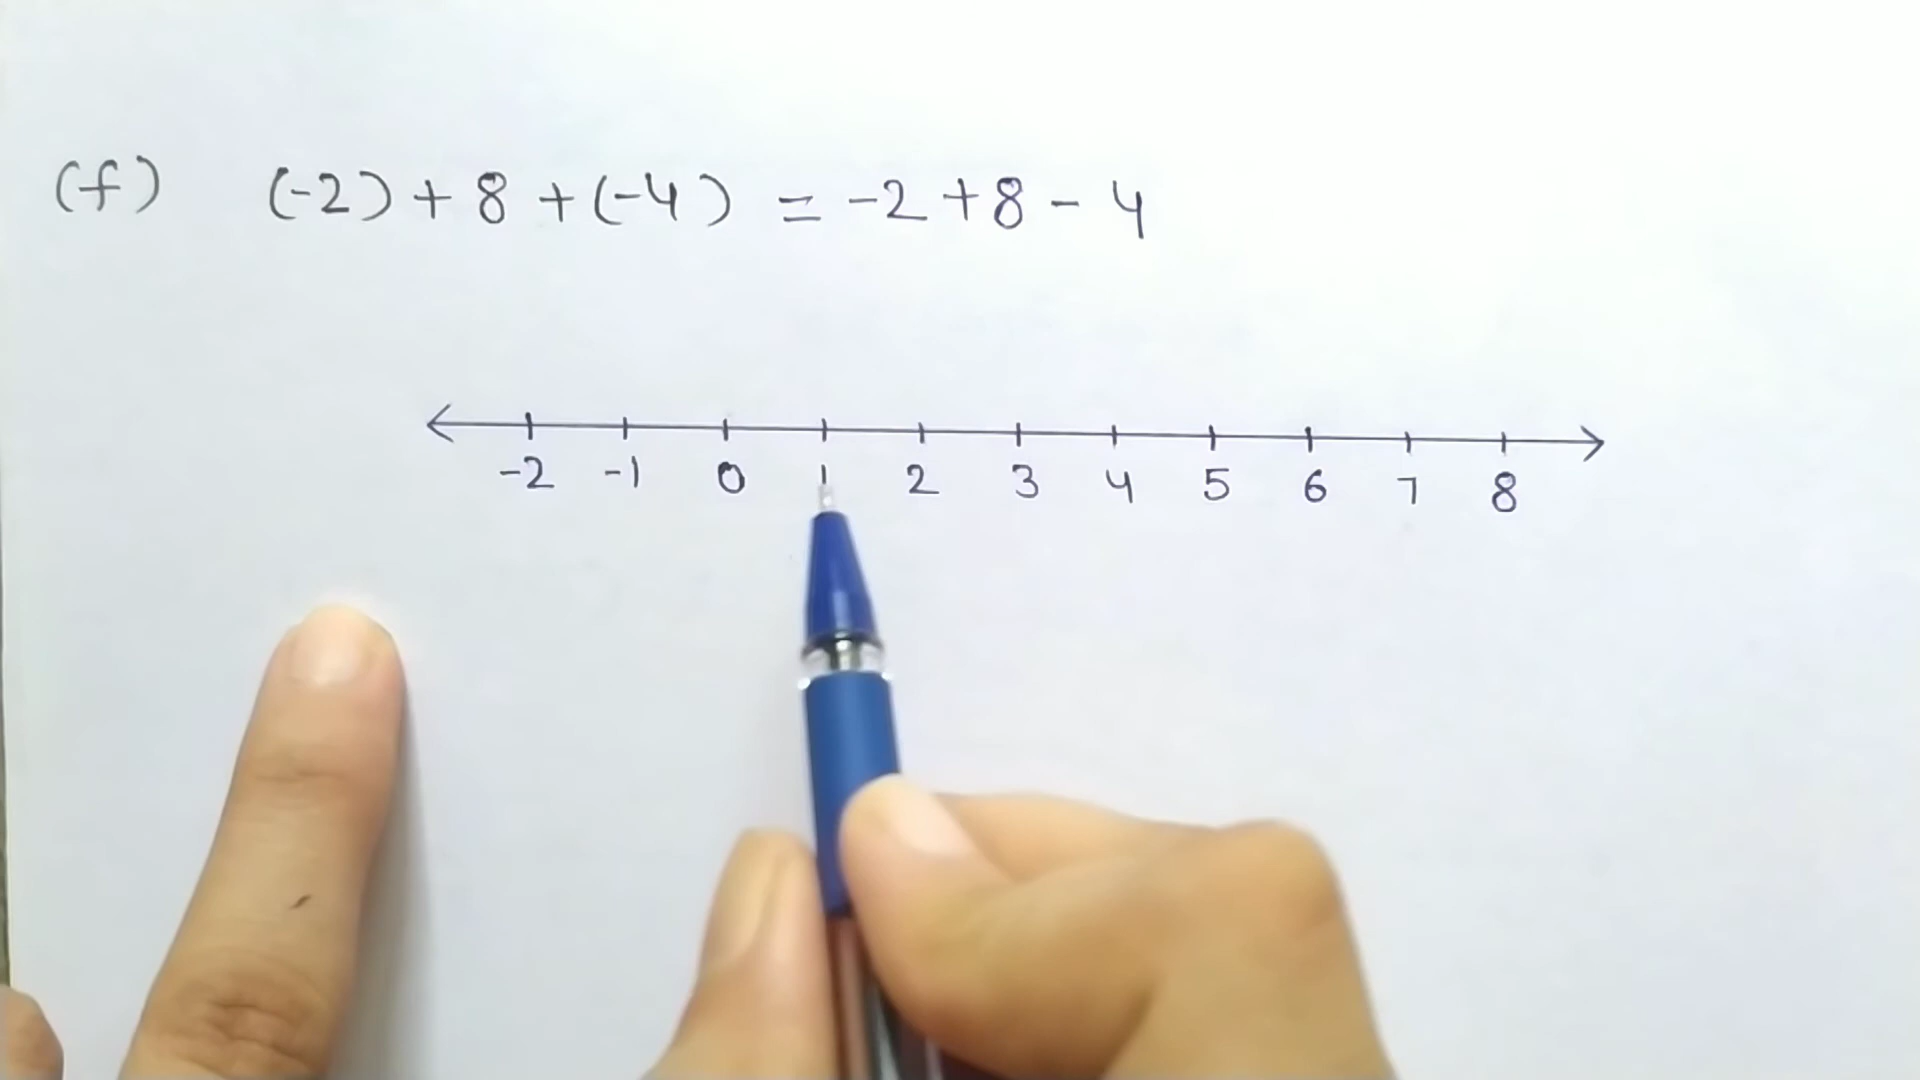 (f) (-2) + 8 + (-4) = -2 + 8 - 4
-2 -1 0 1 2 3 4 5 6 7 8